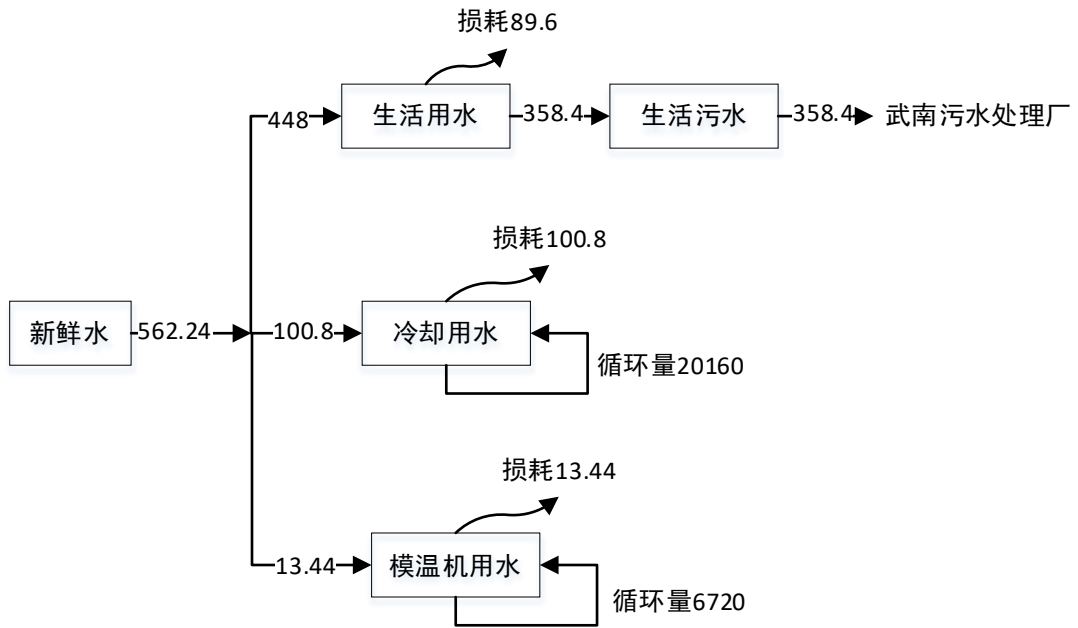 损耗89.6
448
生活用水
358.4
生活污水
358.4
武南污水处理厂
损耗100.8
新鲜水
562.24
100.8
冷却用水
循环量20160
损耗13.44
13.44
模温机用水
循环量6720